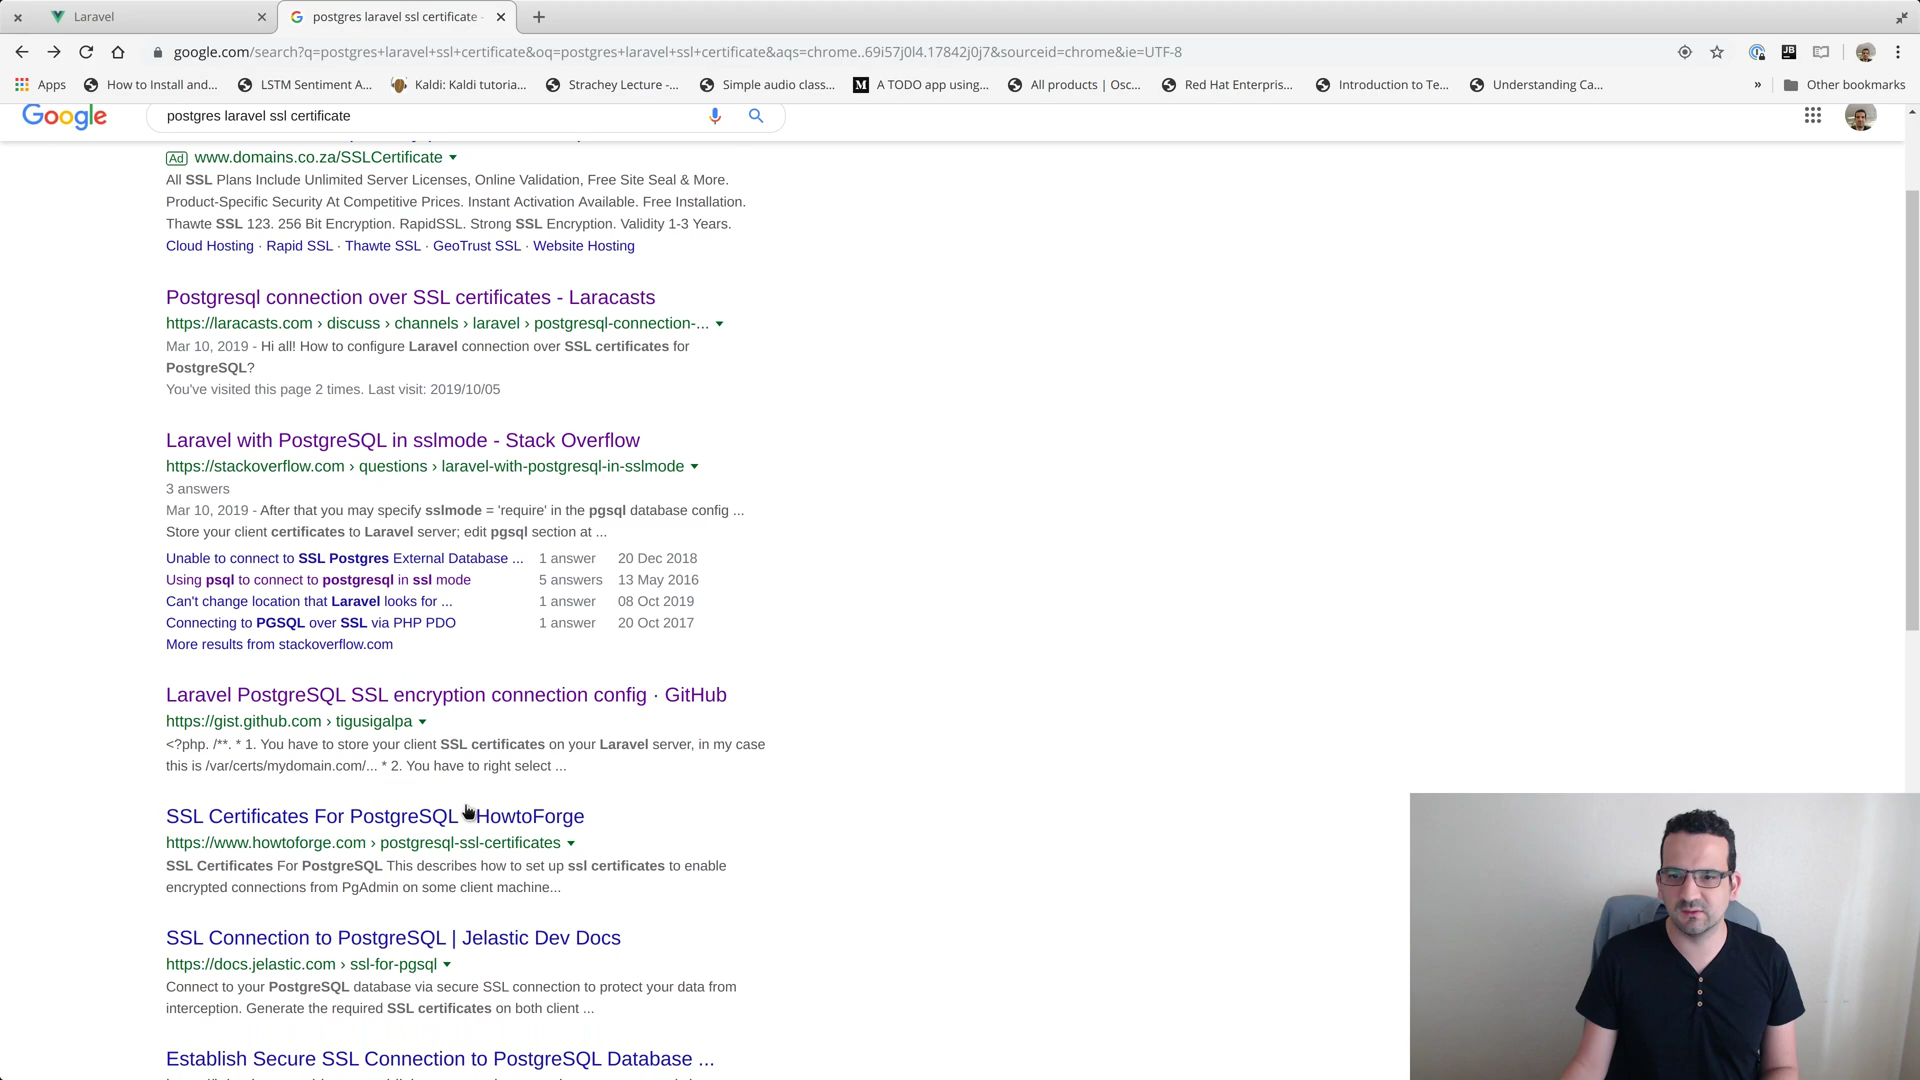 Laravel
postgres laravel ssl certificate -
google.com/search?q=postgres+laravel+ssl+certificate&oq=postgres+laravel+ssl+certificate&aqs=chrome..69i57j0l4.17842j0j7&sourceid=chrome&ie=UTF-8
Apps How to Install and... LSTM Sentiment A... Kaldi: Kaldi tutoria... Strachey Lecture -... Simple audio class... A TODO app using... All products | Osc... Red Hat Enterpris... Introduction to Te... Understanding Ca... » Other bookmarks
Google
postgres laravel ssl certificate
Ad www.domains.co.za/SSLCertificate
All SSL Plans Include Unlimited Server Licenses, Online Validation, Free Site Seal & More.
Product-Specific Security At Competitive Prices. Instant Activation Available. Free Installation.
Thawte SSL 123. 256 Bit Encryption. RapidSSL. Strong SSL Encryption. Validity 1-3 Years.
Cloud Hosting · Rapid SSL · Thawte SSL · GeoTrust SSL · Website Hosting
Postgresql connection over SSL certificates - Laracasts
https://laracasts.com › discuss › channels › laravel › postgresql-connection-...
Mar 10, 2019 - Hi all! How to configure Laravel connection over SSL certificates for
PostgreSQL?
You've visited this page 2 times. Last visit: 2019/10/05
Laravel with PostgreSQL in sslmode - Stack Overflow
https://stackoverflow.com › questions › laravel-with-postgresql-in-sslmode
3 answers
Mar 10, 2019 - After that you may specify sslmode = 'require' in the pgsql database config ...
Store your client certificates to Laravel server; edit pgsql section at ...
Unable to connect to SSL Postgres External Database ... 1 answer 20 Dec 2018
Using psql to connect to postgresql in ssl mode 5 answers 13 May 2016
Can't change location that Laravel looks for ... 1 answer 08 Oct 2019
Connecting to PGSQL over SSL via PHP PDO 1 answer 20 Oct 2017
More results from stackoverflow.com
Laravel PostgreSQL SSL encryption connection config · GitHub
https://gist.github.com › tigusigalpa
<?php. /**. * 1. You have to store your client SSL certificates on your Laravel server, in my case
this is /var/certs/mydomain.com/... * 2. You have to right select ...
SSL Certificates For PostgreSQL HowtoForge
https://www.howtoforge.com › postgresql-ssl-certificates
SSL Certificates For PostgreSQL This describes how to set up ssl certificates to enable
encrypted connections from PgAdmin on some client machine...
SSL Connection to PostgreSQL | Jelastic Dev Docs
https://docs.jelastic.com › ssl-for-pgsql
Connect to your PostgreSQL database via secure SSL connection to protect your data from
interception. Generate the required SSL certificates on both client ...
Establish Secure SSL Connection to PostgreSQL Database ...